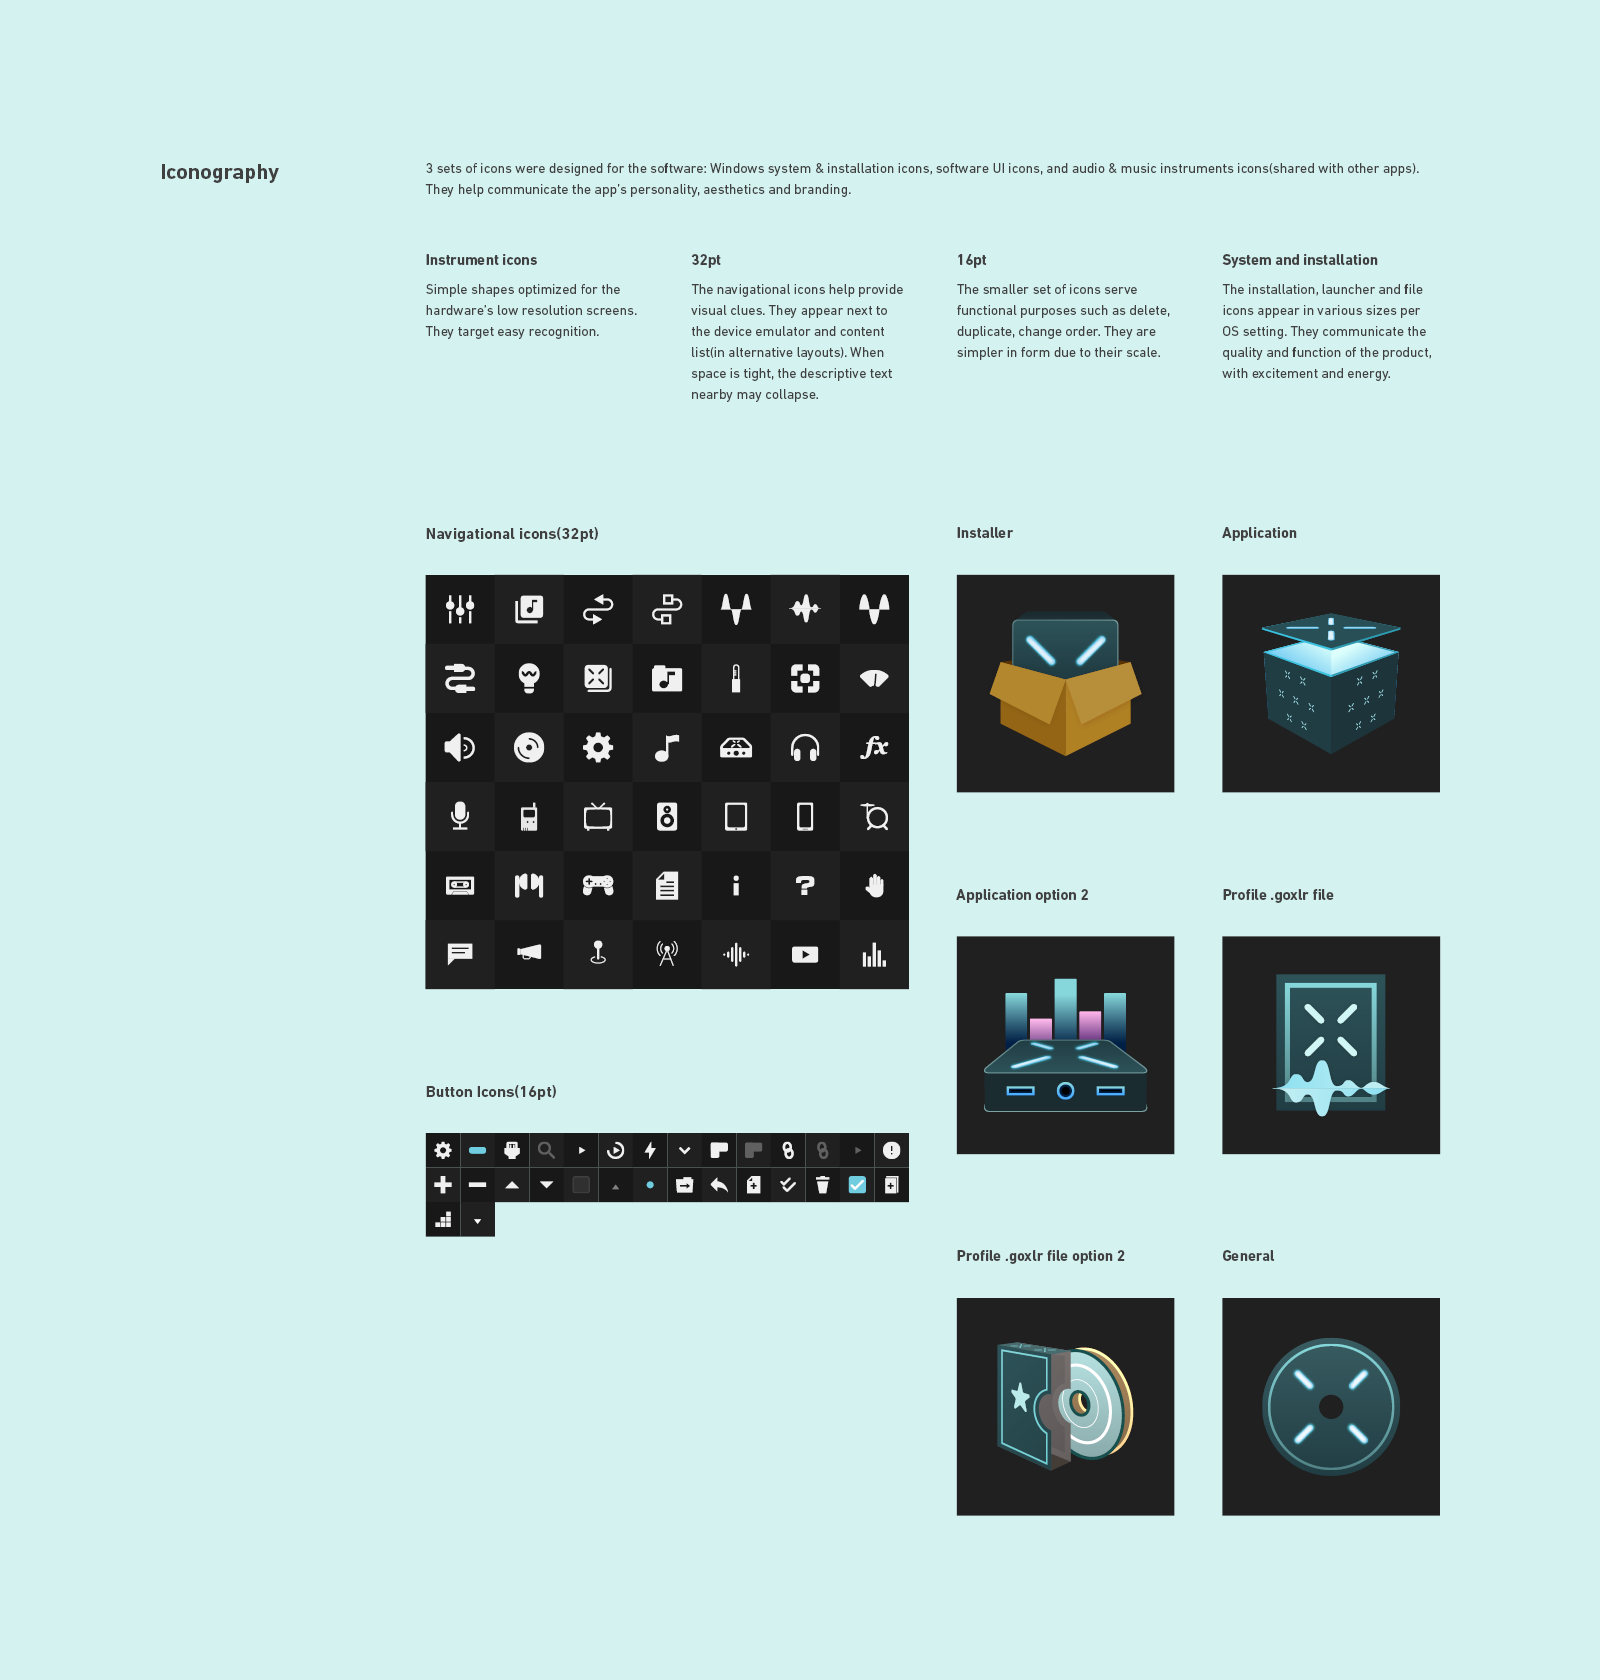 Iconography
3 sets of icons were designed for the software: Windows system & installation icons, software UI icons, and audio & music instruments icons(shared with other apps).
They help communicate the app's personality, aesthetics and branding.
Instrument icons
Simple shapes optimized for the
hardware's low resolution screens.
They target easy recognition.
32pt
The navigational icons help provide
visual clues. They appear next to
the device emulator and content
list(in alternative layouts). When
space is tight, the descriptive text
nearby may collapse.
16pt
The smaller set of icons serve
functional purposes such as delete,
duplicate, change order. They are
simpler in form due to their scale.
System and installation
The installation, launcher and file
icons appear in various sizes per
OS setting. They communicate the
quality and function of the product,
with excitement and energy.
Navigational icons(32pt)
fx
i
?
Button Icons(16pt)
Installer
Application
Application option 2
Profile .goxlr file
Profile .goxlr file option 2
General